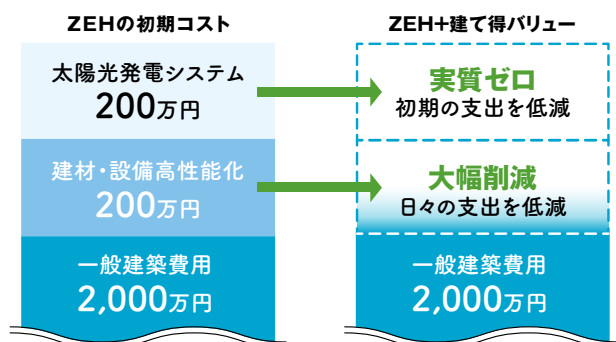 ZEHの初期コスト
太陽光発電システム
200万円
建材・設備高性能化
200万円
一般建築費用
2,000万円
ZEH+建て得バリュー
実質ゼロ
初期の支出を低減
大幅削減
日々の支出を低減
一般建築費用
2,000万円